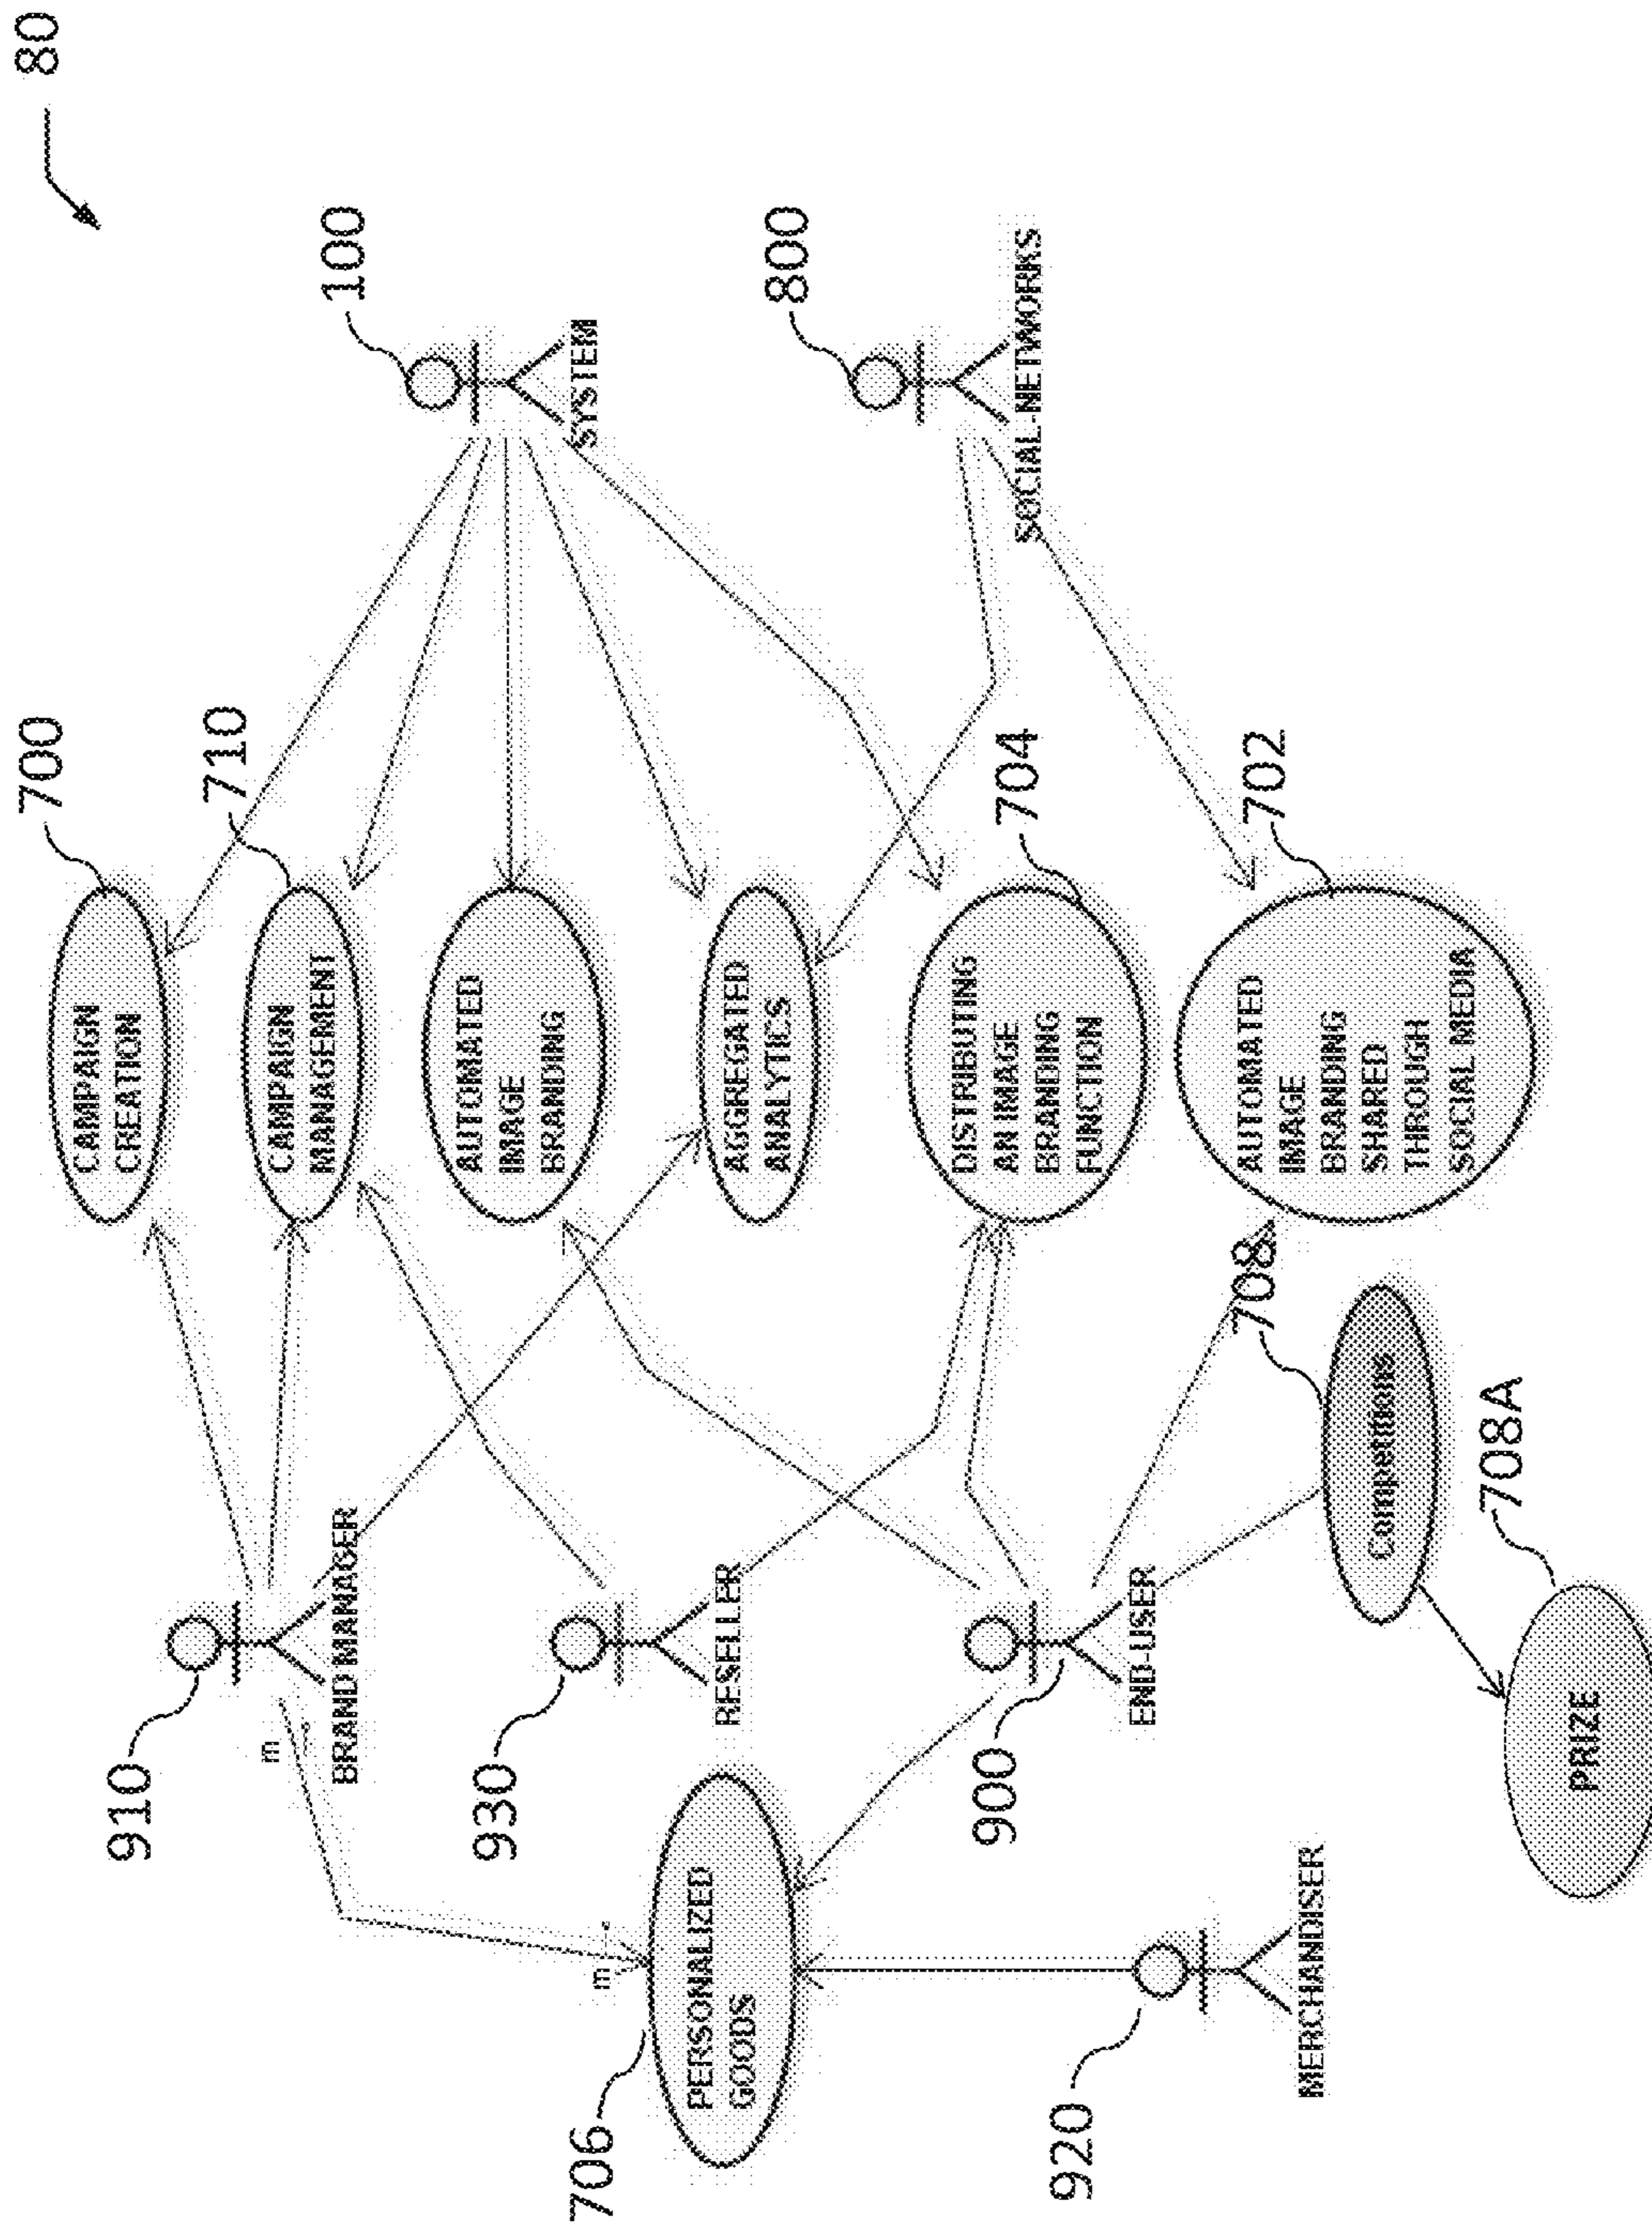 80
700
710
100
800
704
702
CAMPAIGN
CREATION
CAMPAIGN
MANAGEMENT
AUTOMATED
IMAGE
BRANDING
AGGREGATED
ANALYTICS
DISTRIBUTING
AN IMAGE
BRANDING
FUNCTION
AUTOMATED
IMAGE
BRANDING
SHARED
THROUGH
SOCIAL MEDIA
SYSTEM
SOCIAL-NETWORKS
910
m
BRAND MANAGER
930
RESELLER
900
END-USER
708
Competitions
708A
PRIZE
706
m
PERSONALIZED
GOODS
920
MERCHANDISER